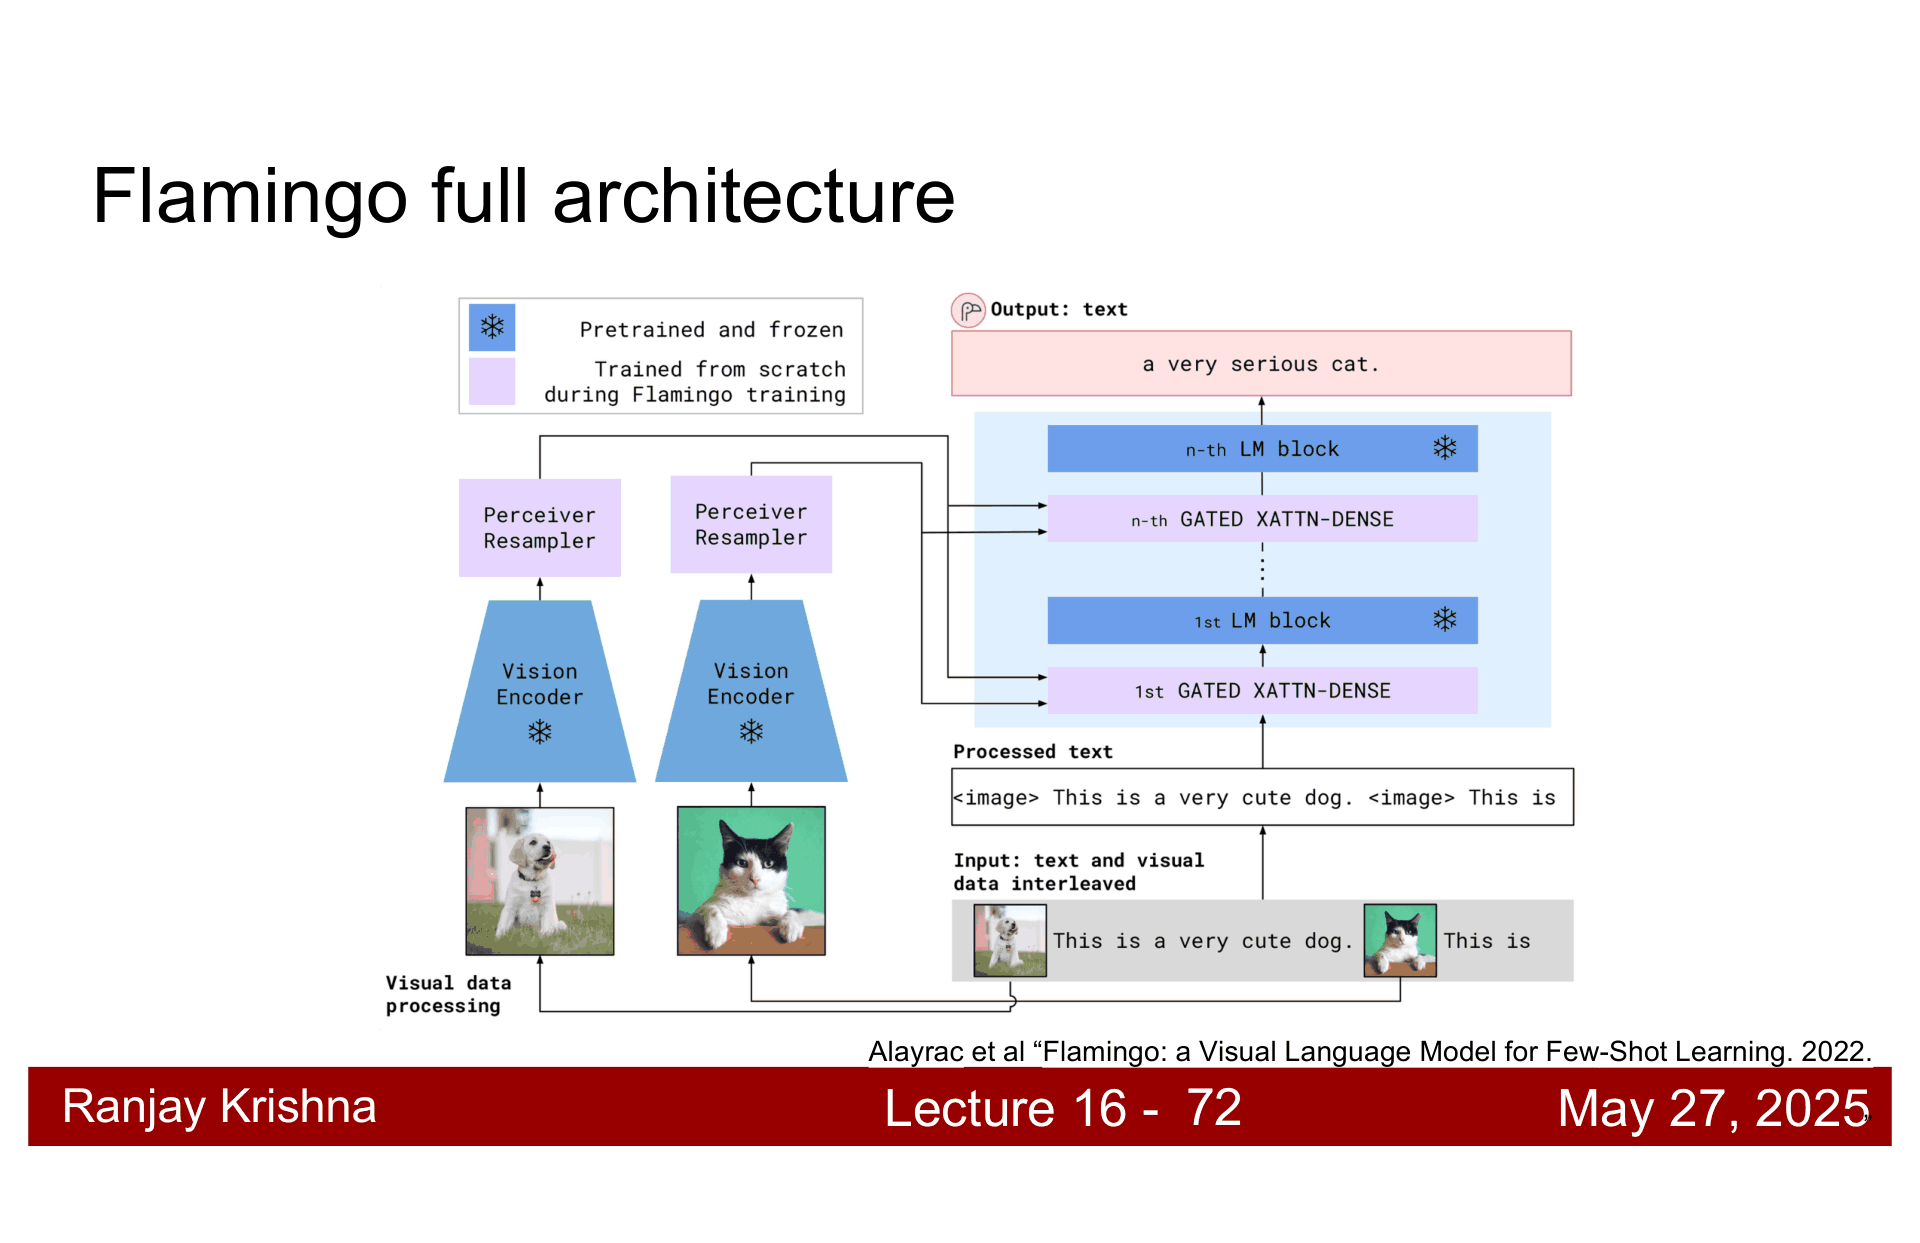 Flamingo full architecture
Pretrained and frozen
Trained from scratch
during Flamingo training
Output: text
a very serious cat.
n-th LM block
n-th GATED XATTN-DENSE
1st LM block
1st GATED XATTN-DENSE
Perceiver
Resampler
Perceiver
Resampler
Vision
Encoder
Vision
Encoder
Processed text
<image> This is a very cute dog. <image> This is
Input: text and visual
data interleaved
This is a very cute dog.
This is
Visual data
processing
Alayrac et al “Flamingo: a Visual Language Model for Few-Shot Learning. 2022.
”
Ranjay Krishna
Lecture 16 - 72
May 27, 2025